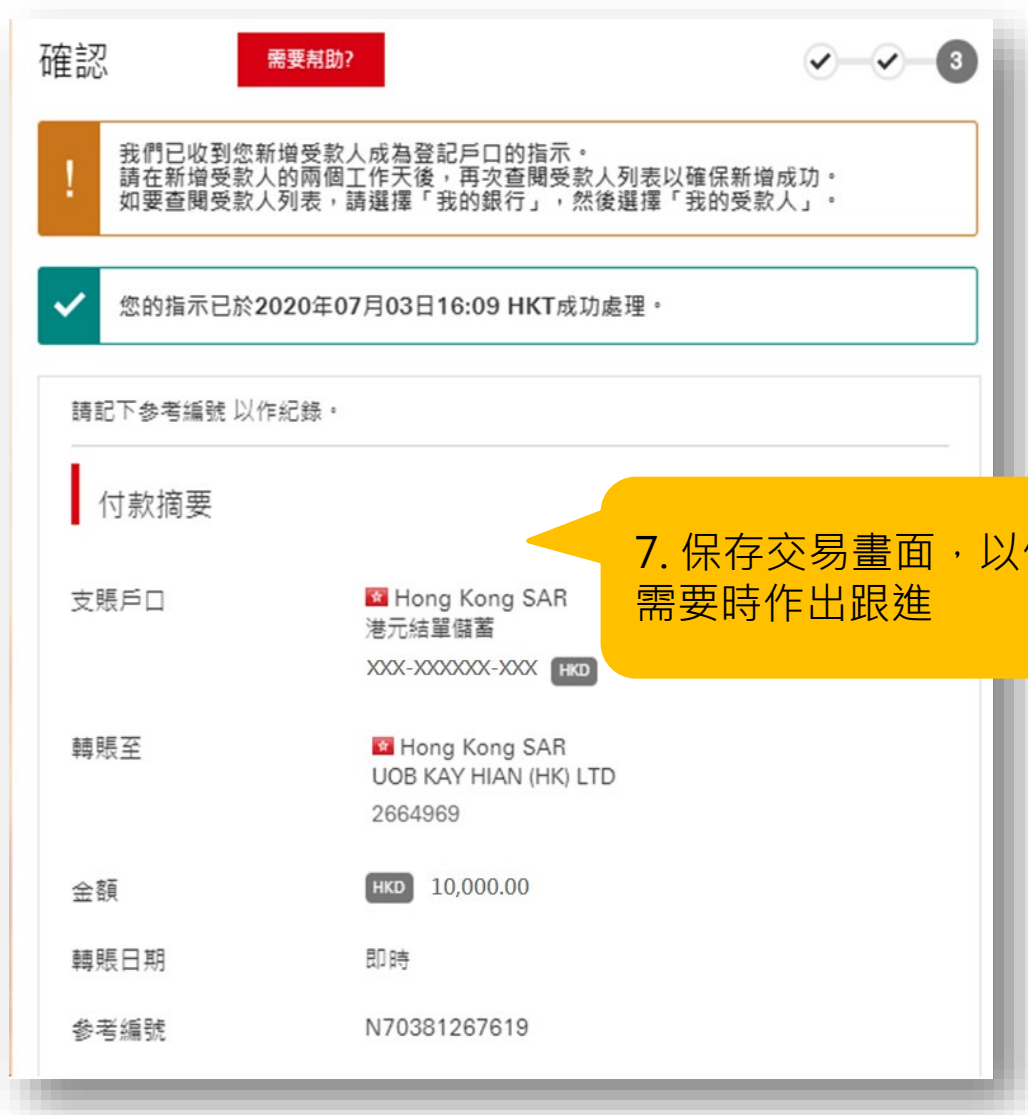 確認
需要幫助?
3
!
我們已收到您新增受款人成為登記戶口的指示。
請在新增受款人的兩個工作天後，再次查閱受款人列表以確保新增成功。
如要查閱受款人列表，請選擇「我的銀行」，然後選擇「我的受款人」。
您的指示已於2020年07月03日16:09 HKT成功處理。
請記下參考編號 以作紀錄。
付款摘要
7. 保存交易畫面，以
需要時作出跟進
支賬戶口
Hong Kong SAR
港元結單儲蓄
XXX-XXXXXX-XXX HKD
轉賬至
Hong Kong SAR
UOB KAY HIAN (HK) LTD
2664969
金額
HKD 10,000.00
轉賬日期
即時
參考編號
N70381267619